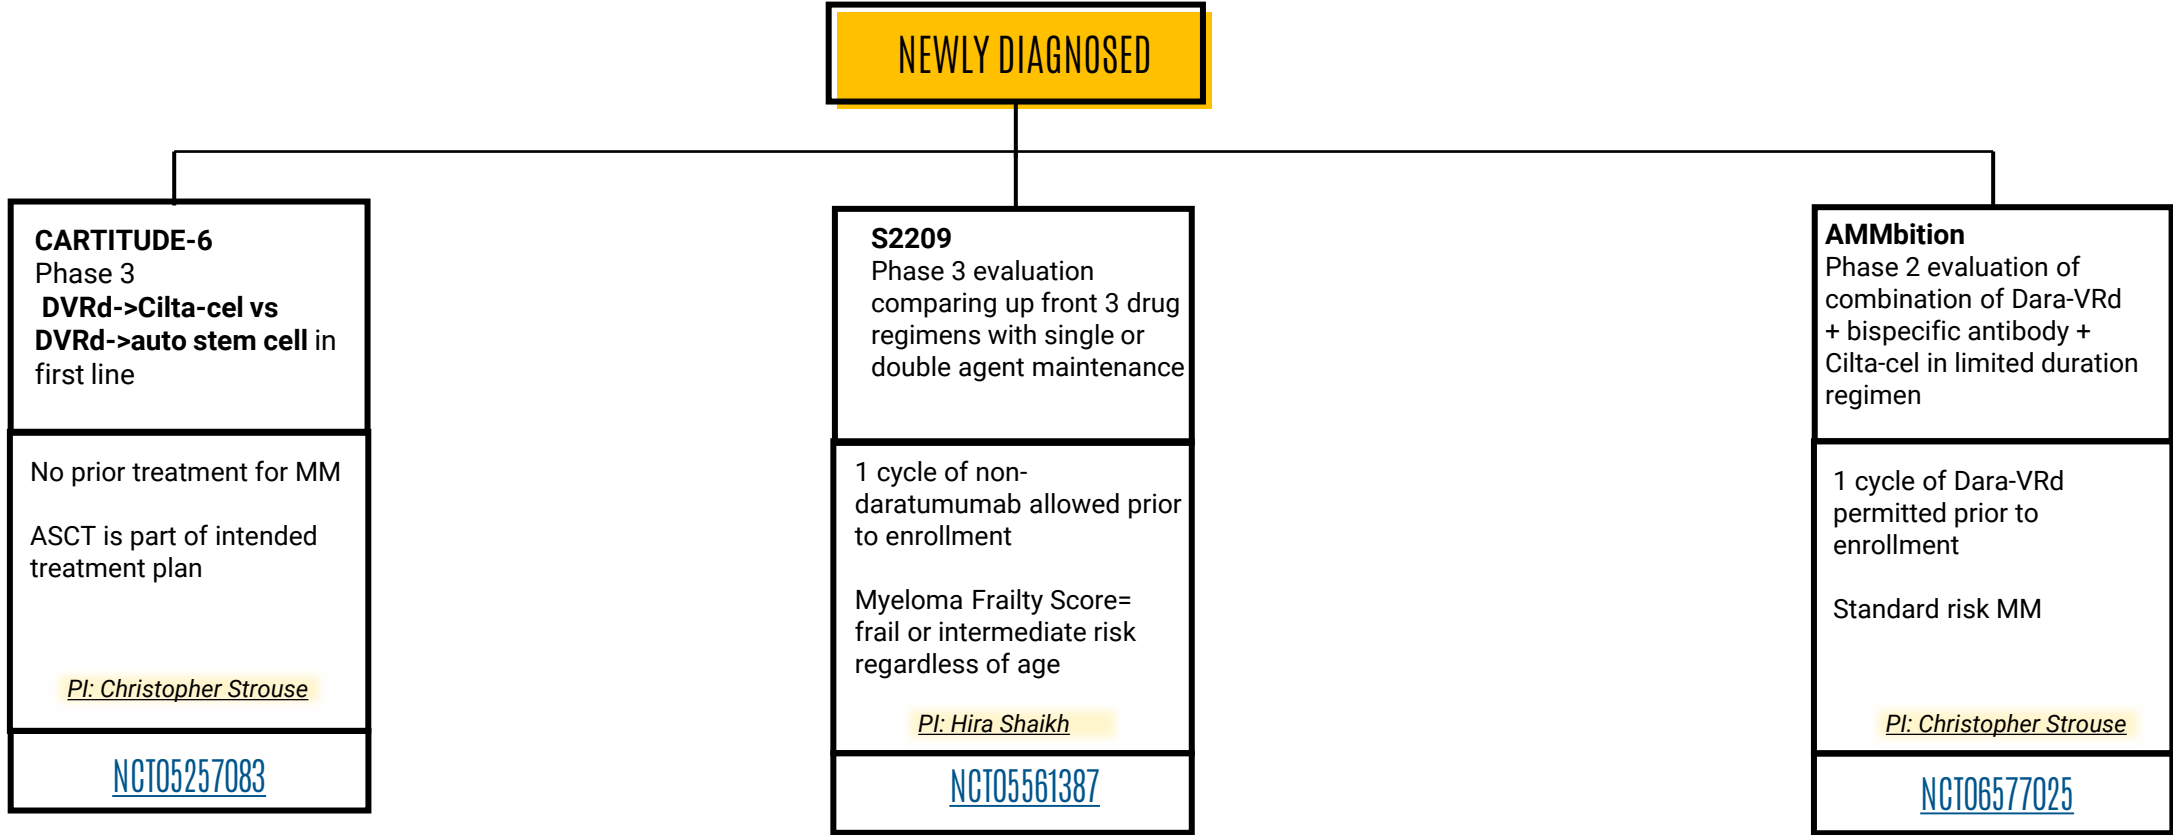 NEWLY DIAGNOSED
CARTITUDE-6
Phase 3
DVRd->Cilta-cel vs
DVRd->auto stem cell in
first line
No prior treatment for MM
ASCT is part of intended
treatment plan
PI: Christopher Strouse
NCT05257083
S2209
Phase 3 evaluation
comparing up front 3 drug
regimens with single or
double agent maintenance
1 cycle of non-
daratumumab allowed prior
to enrollment
Myeloma Frailty Score=
frail or intermediate risk
regardless of age
PI: Hira Shaikh
NCT05561387
AMMbition
Phase 2 evaluation of
combination of Dara-VRd
+ bispecific antibody +
Cilta-cel in limited duration
regimen
1 cycle of Dara-VRd
permitted prior to
enrollment
Standard risk MM
PI: Christopher Strouse
NCT06577025